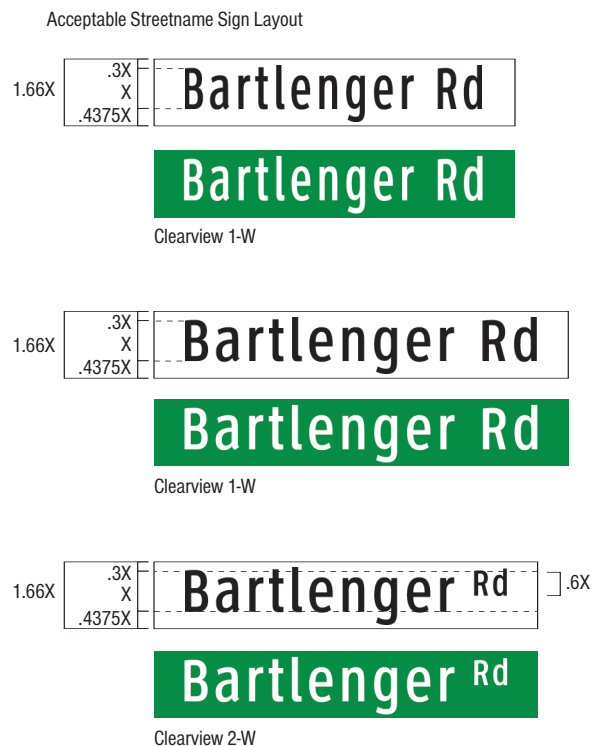 Acceptable Streetname Sign Layout
.3X
1.66X X Bartlenger Rd
.4375X
Bartlenger Rd
Clearview 1-W
.3X
1.66X X Bartlenger Rd
.4375X
Bartlenger Rd
Clearview 1-W
.3X
1.66X X Bartlenger Rd .6X
.4375X
Bartlenger Rd
Clearview 2-W